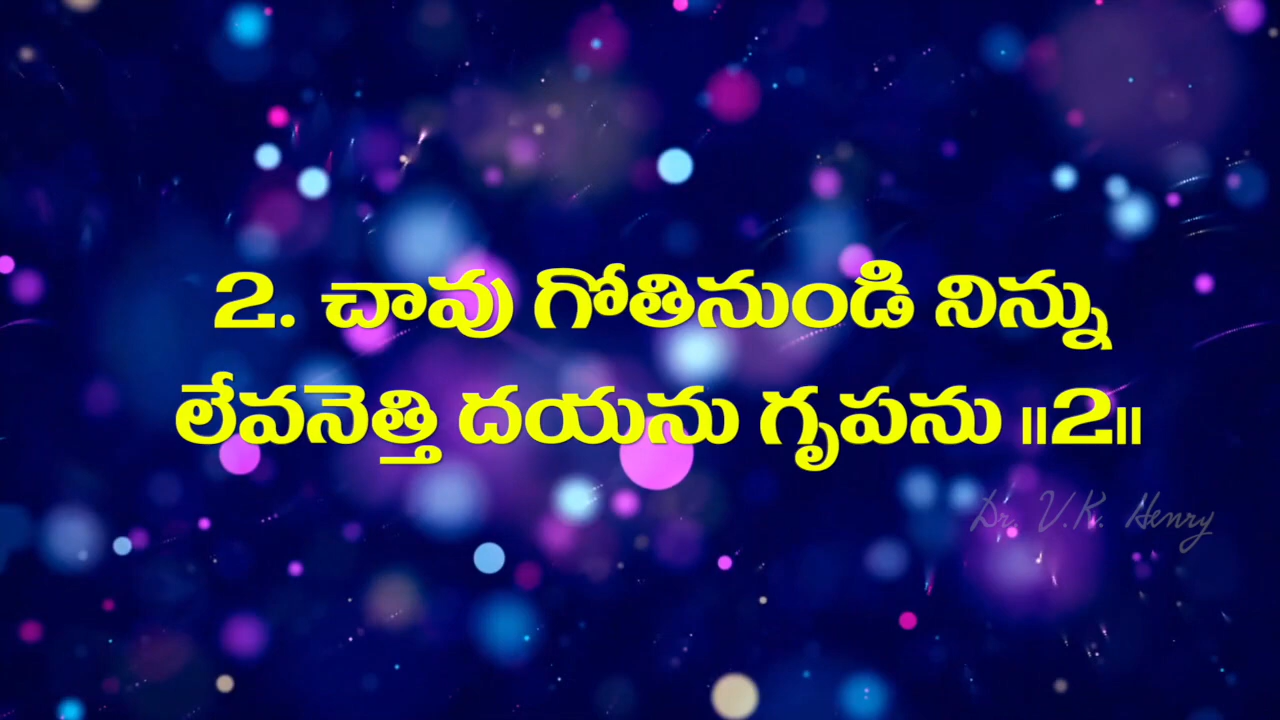 2. చావు గోతినుండి నిన్ను
లేవనెత్తి దయను గృపను ॥2॥
Dr. V.K. Henry